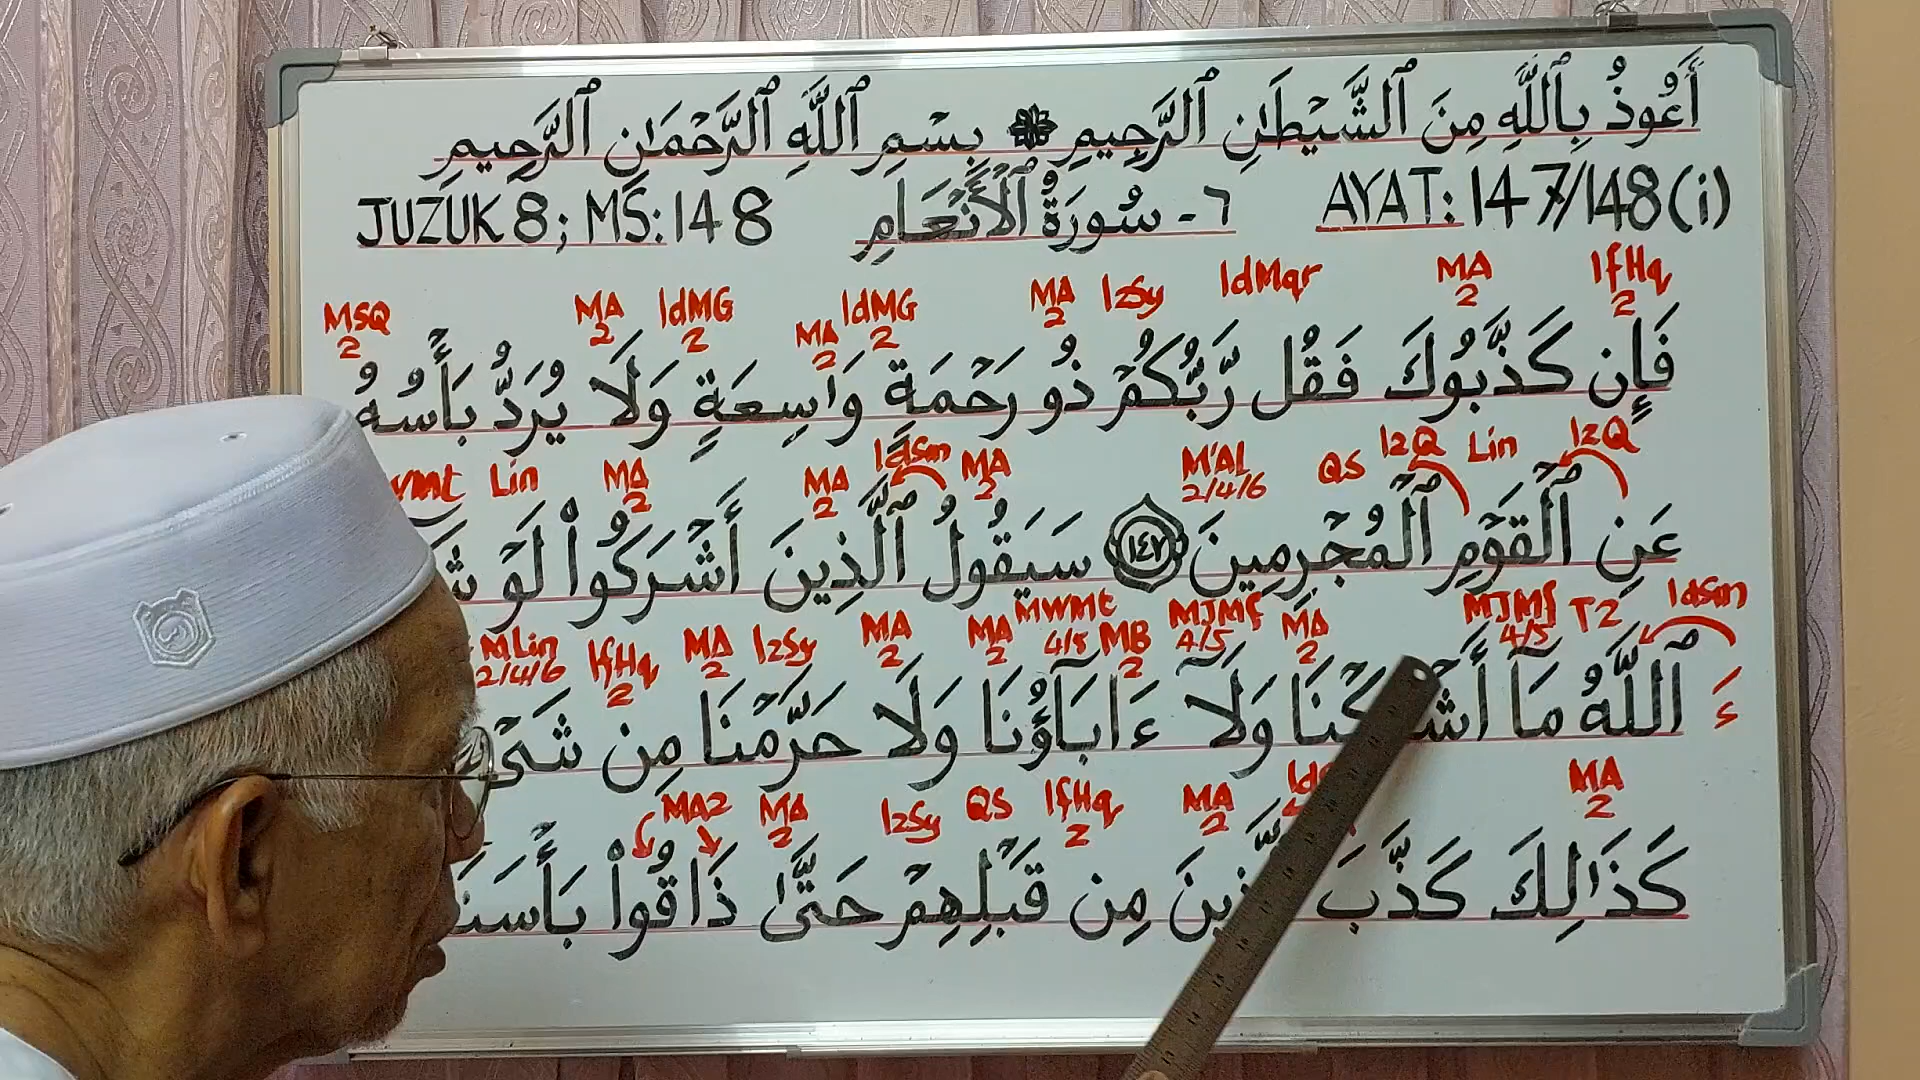 أَعُوذُ بِٱللَّهِ مِنَ ٱلشَّيْطَٰنِ ٱلرَّجِيمِ ۞ بِسْمِ ٱللَّهِ ٱلرَّحْمَٰنِ ٱلرَّحِيمِ
JUZUK 8; MS: 148 ٦ - سُورَةُ ٱلْأَنْعَامِ AYAT: 147/148(i)
MSQ 2 MA 2 IdMG 2 MA 2 IdMG 2 MA 2 IzSy IdMqr MA 2 IfHq 2
فَإِن كَذَّبُوكَ فَقُل رَّبُّكُمْ ذُو رَحْمَةٍ وَٰسِعَةٍ وَلَا يُرَدُّ بَأْسُهُۥ
Lin MA 2 MA 2 IdSm MA 2 M'AL 2/4/6 QS IzQ Lin IzQ
عَنِ ٱلْقَوْمِ ٱلْمُجْرِمِينَ ١٤٧ سَيَقُولُ ٱلَّذِينَ أَشْرَكُوا۟ لَوْ
MLin 2/4/6 IfHq 2 MA 2 IzSy MA 2 MA 2 MWMt 4/5 MB 2 MJMf 4/5 MA 2 MJMf 4/5 TZ IdSm
ءَ ٱللَّهُ مَآ أَشْرَكْنَا وَلَآ ءَابَآؤُنَا وَلَا حَرَّمْنَا مِن شَىْ
MA2 MA 2 IzSy QS IfHq 2 MA 2 MA 2
كَذَٰلِكَ كَذَّبَ مِن قَبْلِهِمْ حَتَّىٰ ذَاقُوا۟ بَأْسَنَا